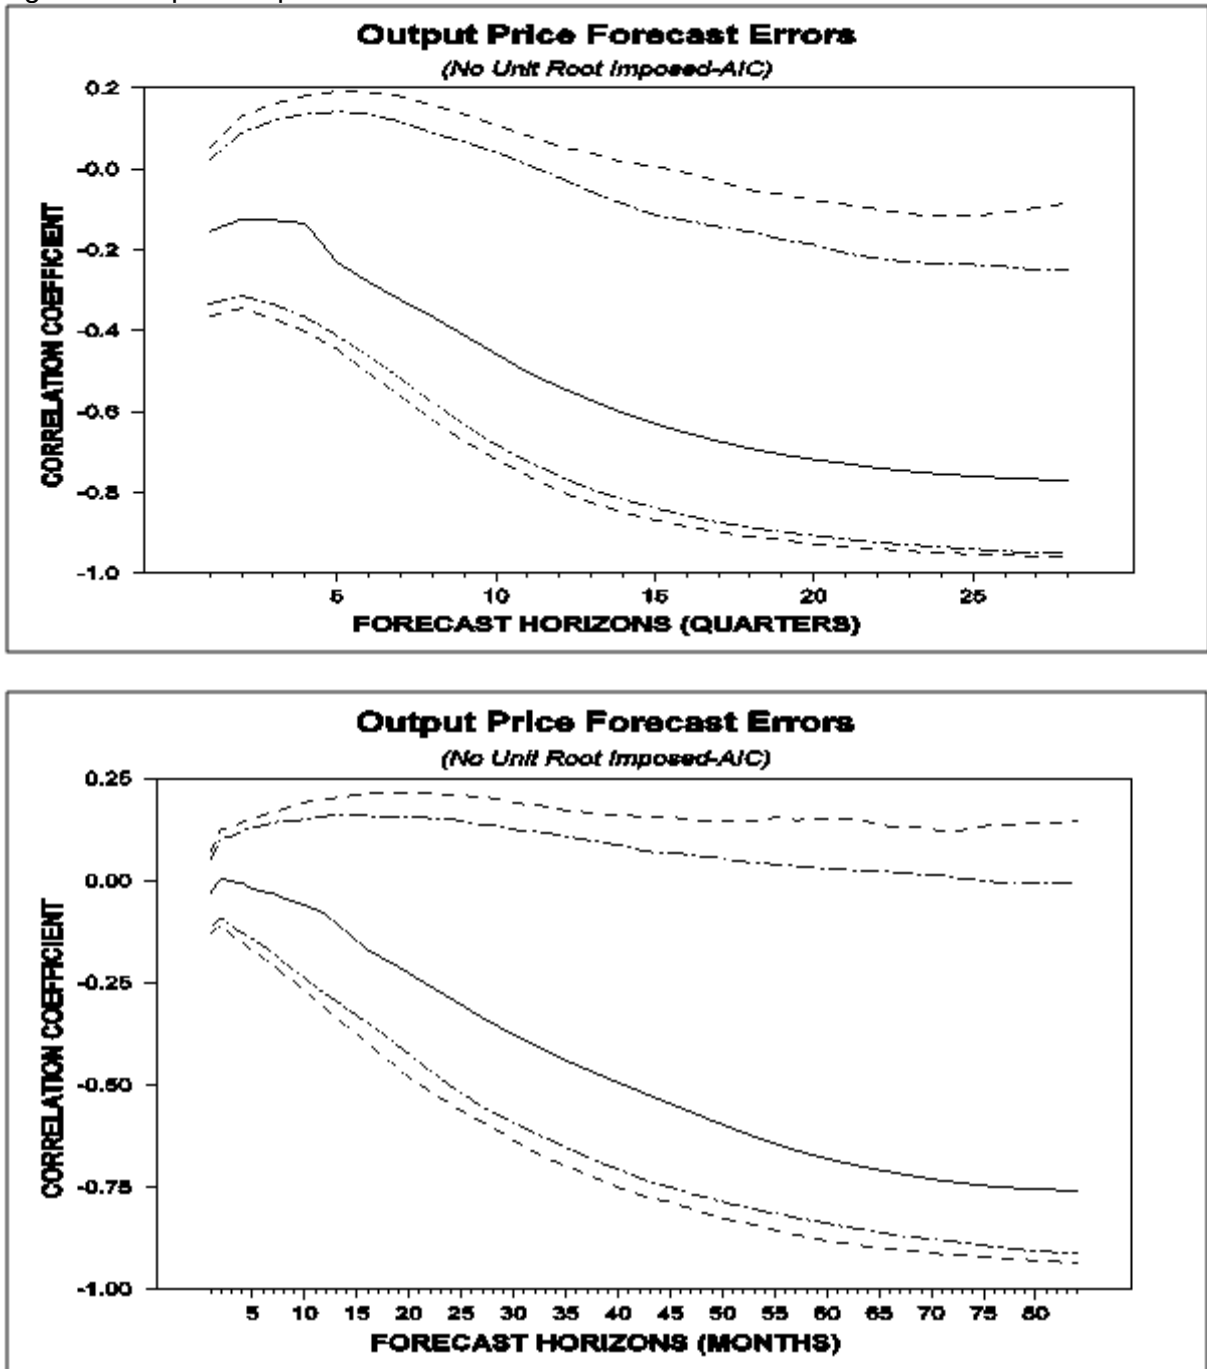 Output Price Forecast Errors
(No Unit Root Imposed-AIC)
0.2
-0.0
-0.2
-0.4
-0.6
-0.8
-1.0
CORRELATION COEFFICIENT
5 10 15 20 25
FORECAST HORIZONS (QUARTERS)
Output Price Forecast Errors
(No Unit Root Imposed-AIC)
0.25
0.00
-0.25
-0.50
-0.75
-1.00
CORRELATION COEFFICIENT
5 10 15 20 25 30 35 40 45 50 55 60 65 70 75 80
FORECAST HORIZONS (MONTHS)